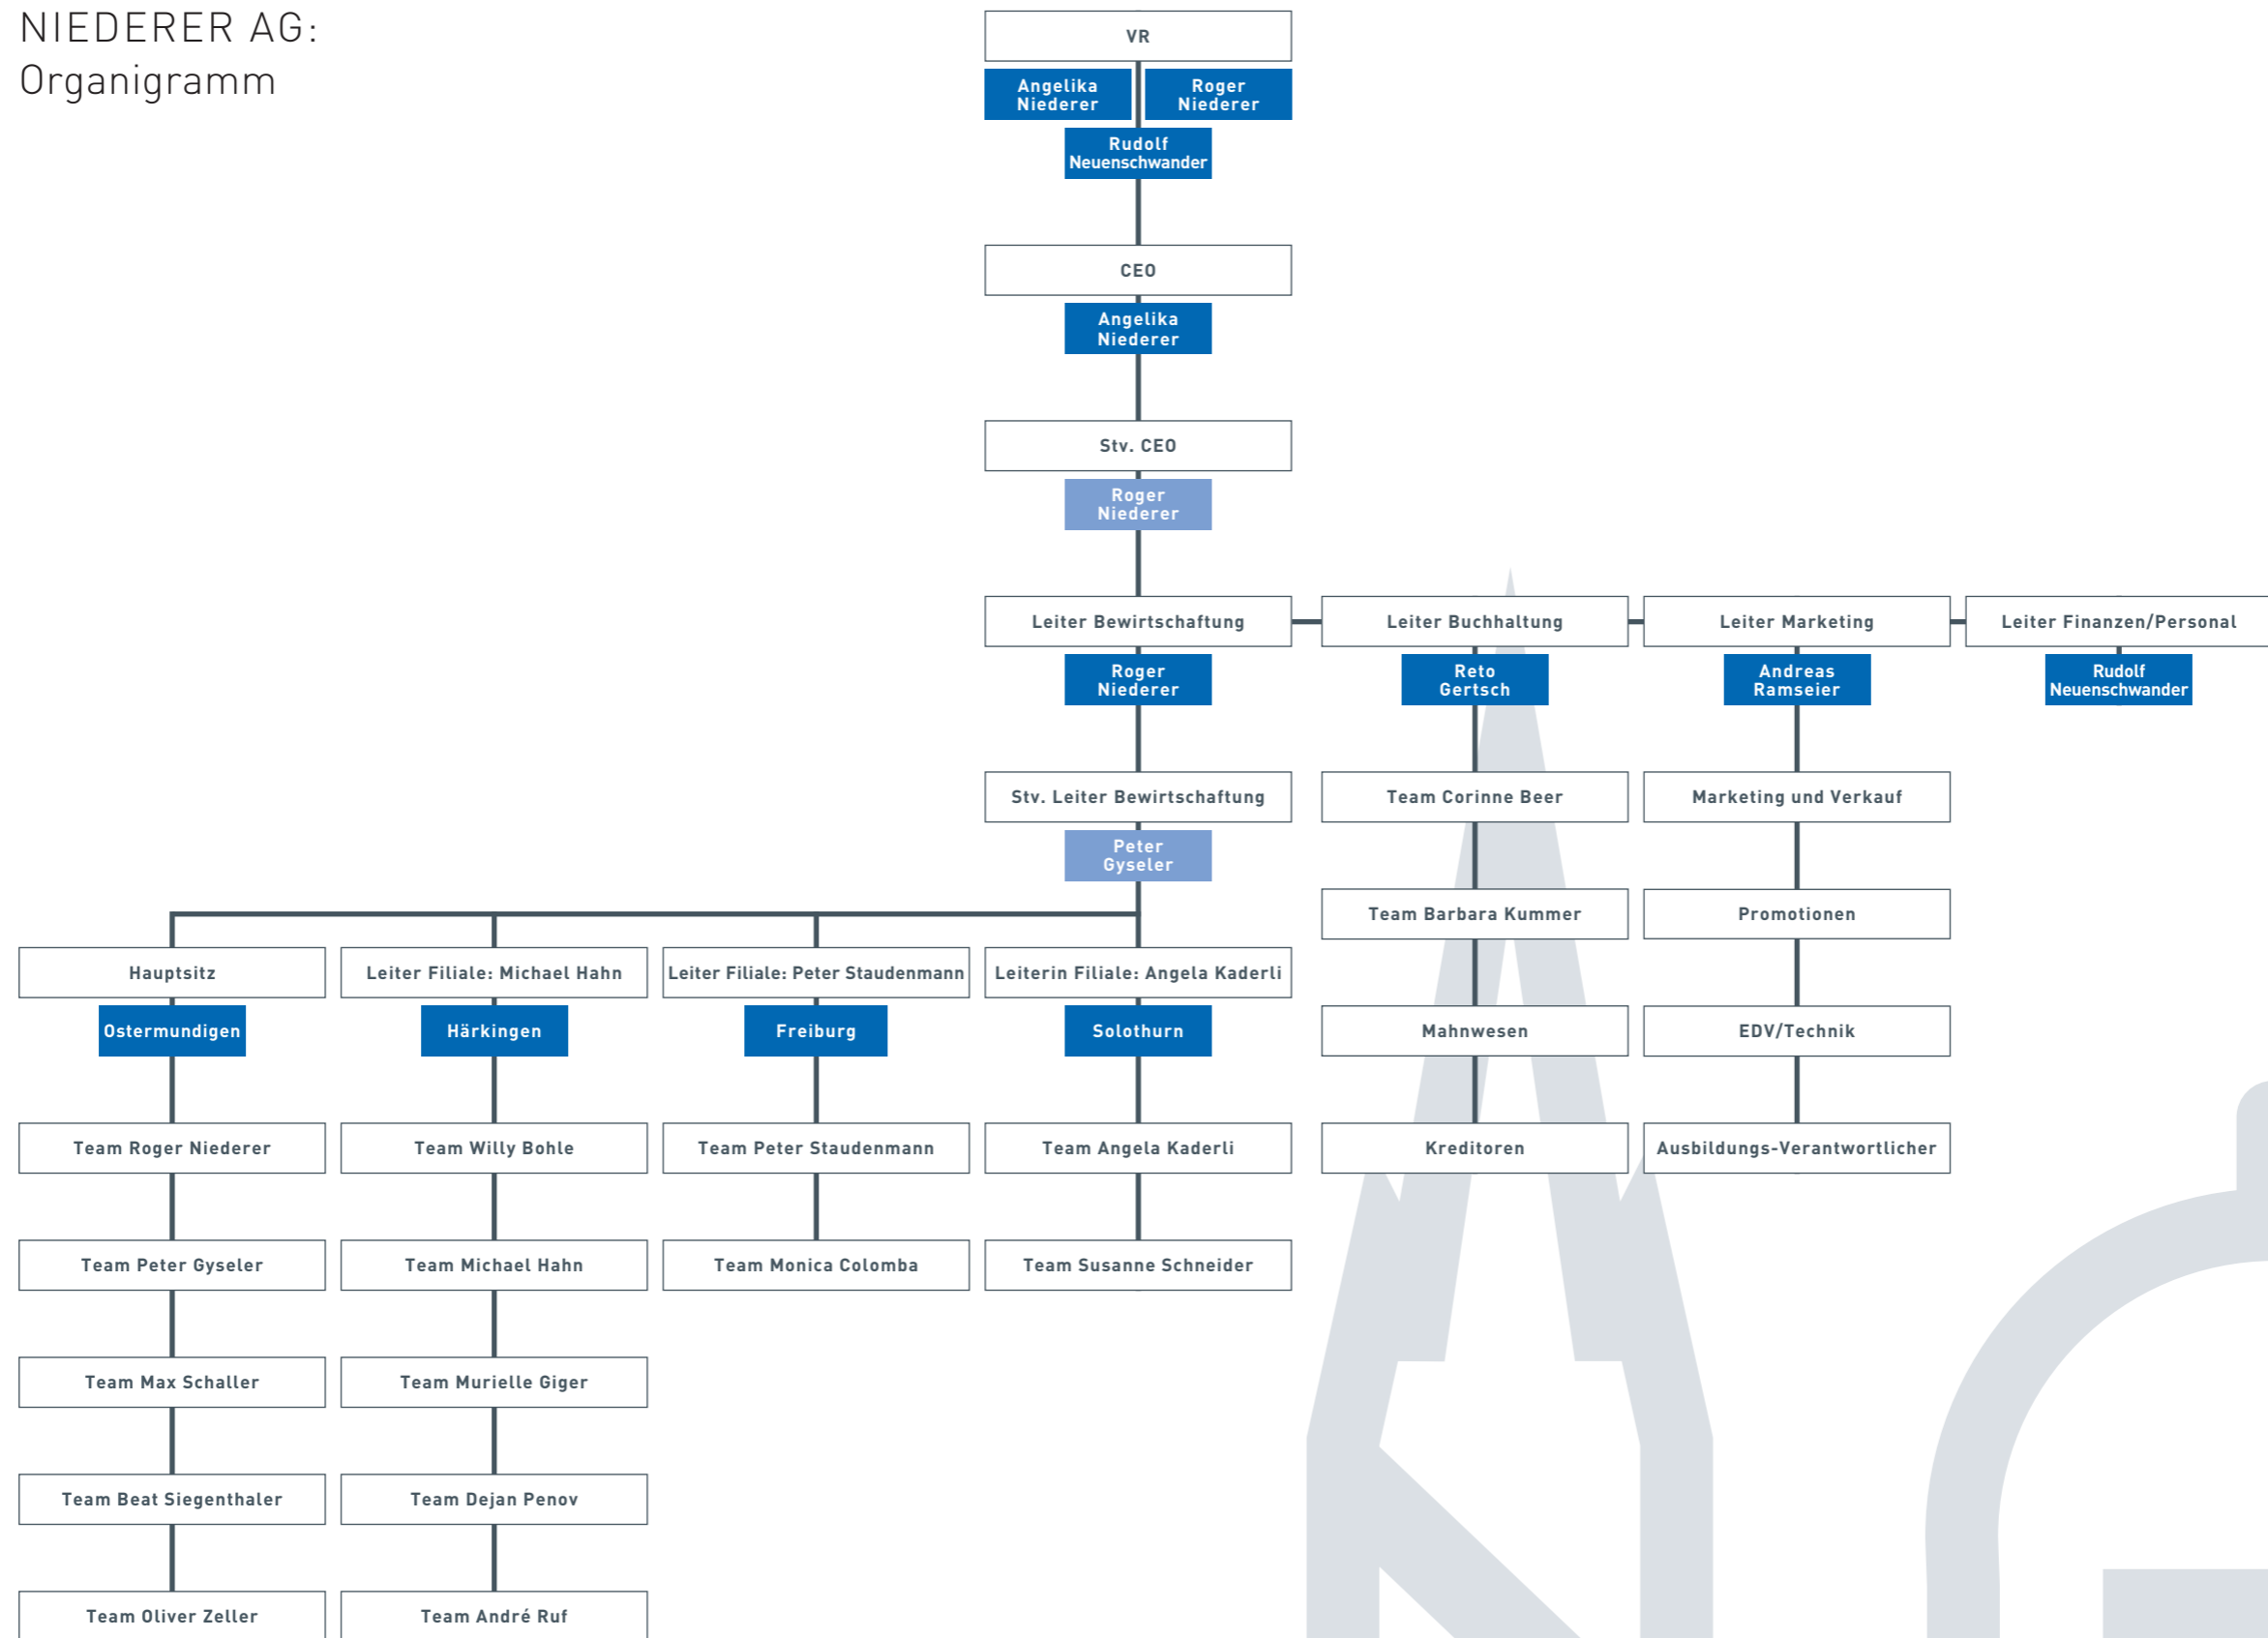 NIEDERER AG:
Organigramm
VR
Angelika
Niederer
Roger
Niederer
Rudolf
Neuenschwander
CEO
Angelika
Niederer
Stv. CEO
Roger
Niederer
Leiter Bewirtschaftung
Leiter Buchhaltung
Leiter Marketing
Leiter Finanzen/Personal
Roger
Niederer
Reto
Gertsch
Andreas
Ramseier
Rudolf
Neuenschwander
Stv. Leiter Bewirtschaftung
Team Corinne Beer
Marketing und Verkauf
Peter
Gyseler
Team Barbara Kummer
Promotionen
Hauptsitz
Leiter Filiale: Michael Hahn
Leiter Filiale: Peter Staudenmann
Leiterin Filiale: Angela Kaderli
Ostermundigen
Härkingen
Freiburg
Solothurn
Mahnwesen
EDV/Technik
Team Roger Niederer
Team Willy Bohle
Team Peter Staudenmann
Team Angela Kaderli
Kreditoren
Ausbildungs-Verantwortlicher
Team Peter Gyseler
Team Michael Hahn
Team Monica Colomba
Team Susanne Schneider
Team Max Schaller
Team Murielle Giger
Team Beat Siegenthaler
Team Dejan Penov
Team Oliver Zeller
Team André Ruf